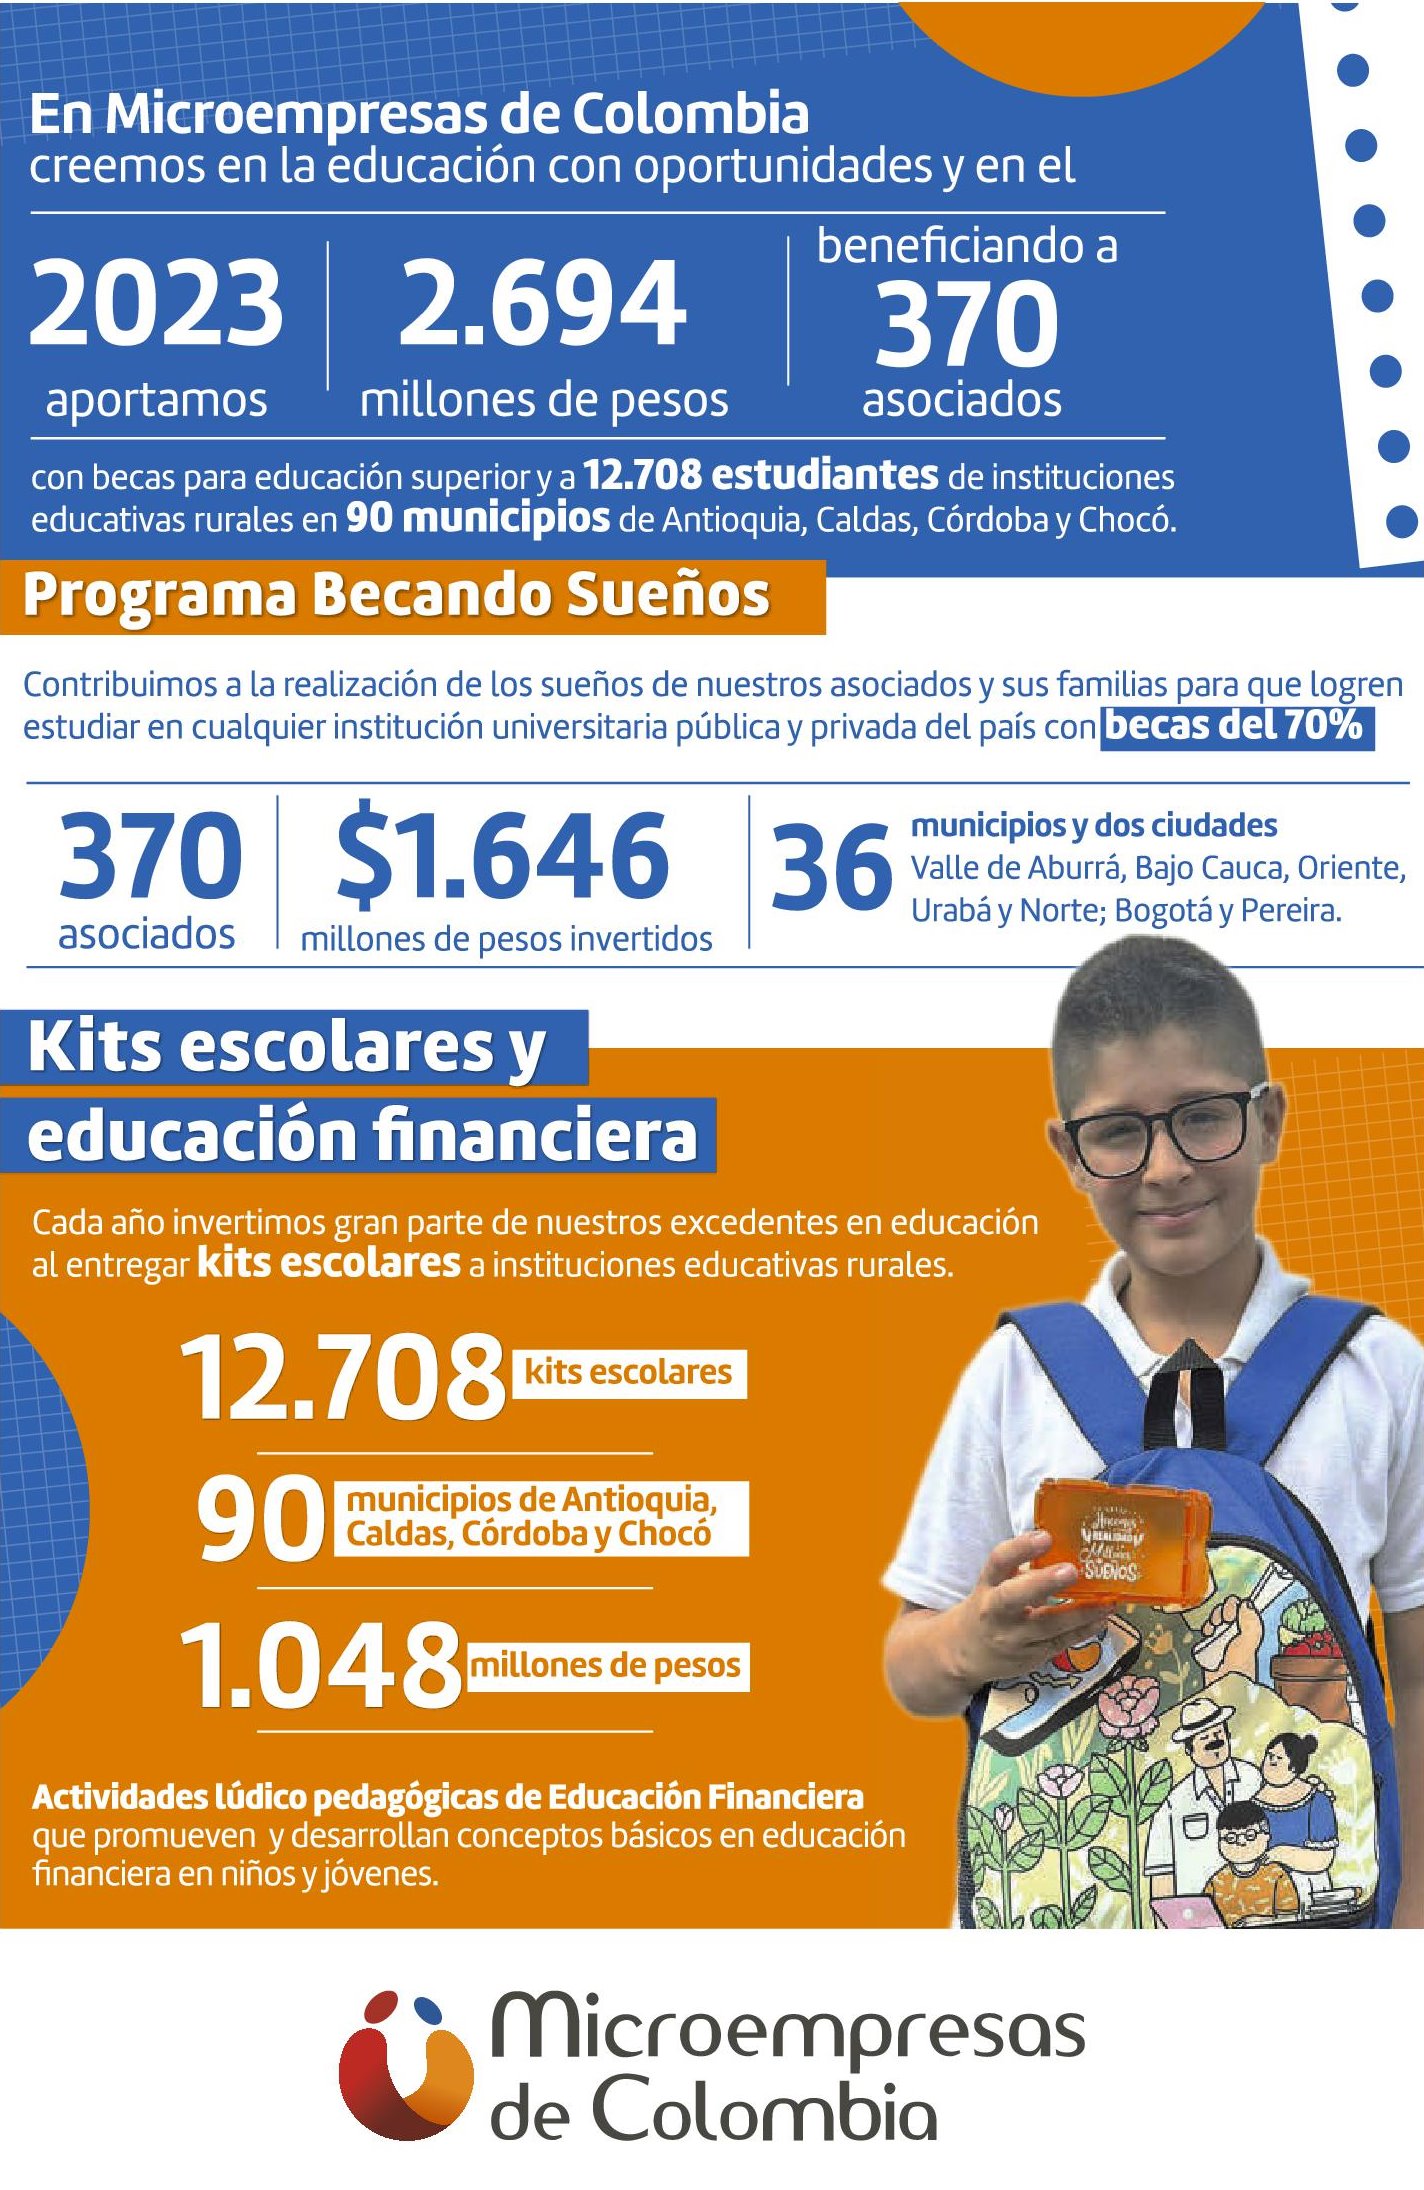 En Microempresas de Colombia
creemos en la educación con oportunidades y en el
2023
aportamos
2.694
millones de pesos
beneficiando a
370
asociados
con becas para educación superior y a 12.708 estudiantes de instituciones
educativas rurales en 90 municipios de Antioquia, Caldas, Córdoba y Chocó.
Programa Becando Sueños
Contribuimos a la realización de los sueños de nuestros asociados y sus familias para que logren
estudiar en cualquier institución universitaria pública y privada del país con becas del 70%
370
asociados
$1.646
millones de pesos invertidos
36
municipios y dos ciudades
Valle de Aburrá, Bajo Cauca, Oriente,
Urabá y Norte; Bogotá y Pereira.
Kits escolares y
educación financiera
Cada año invertimos gran parte de nuestros excedentes en educación
al entregar kits escolares a instituciones educativas rurales.
12.708 kits escolares
90
municipios de Antioquia,
Caldas, Córdoba y Chocó
1.048 millones de pesos
REALIDAD
Millones
SUEÑOS
Actividades lúdico pedagógicas de Educación Financiera
que promueven y desarrollan conceptos básicos en educación
financiera en niños y jóvenes.
Microempresas
de Colombia